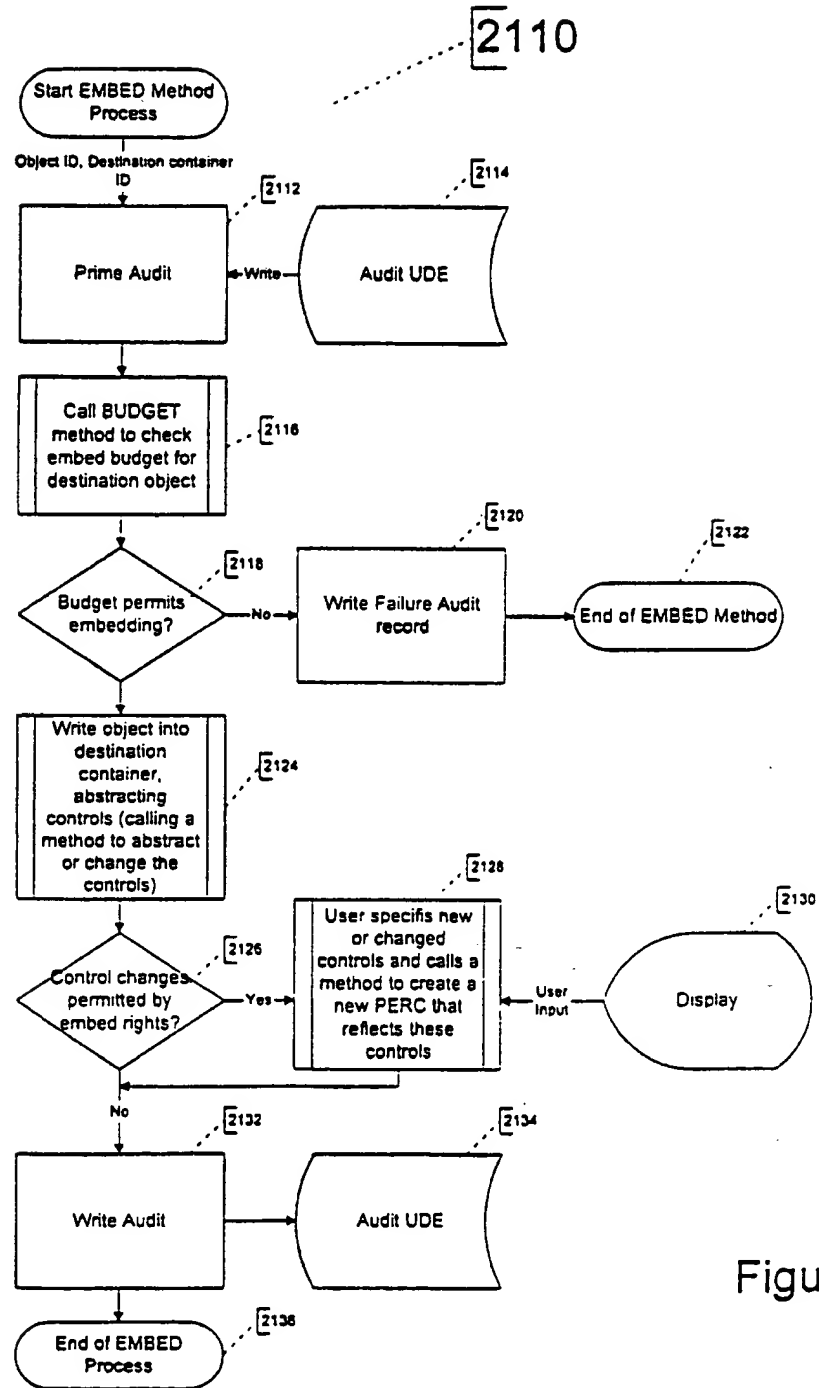 2110
Start EMBED Method
Process
Object ID, Destination container
ID
2112
2114
Prime Audit
Write
Audit UDE
Call BUDGET
method to check
embed budget for
destination object
2116
2118
Budget permits
embedding?
No
2120
Write Failure Audit
record
2122
End of EMBED Method
Write object into
destination
container,
abstracting
controls (calling a
method to abstract
or change the
controls)
2124
2126
Control changes
permitted by
embed rights?
Yes
2128
User specifis new
or changed
controls and calls a
method to create a
new PERC that
reflects these
controls
User
Input
2130
Display
No
2132
2134
Write Audit
Audit UDE
2136
End of EMBED
Process
Figu